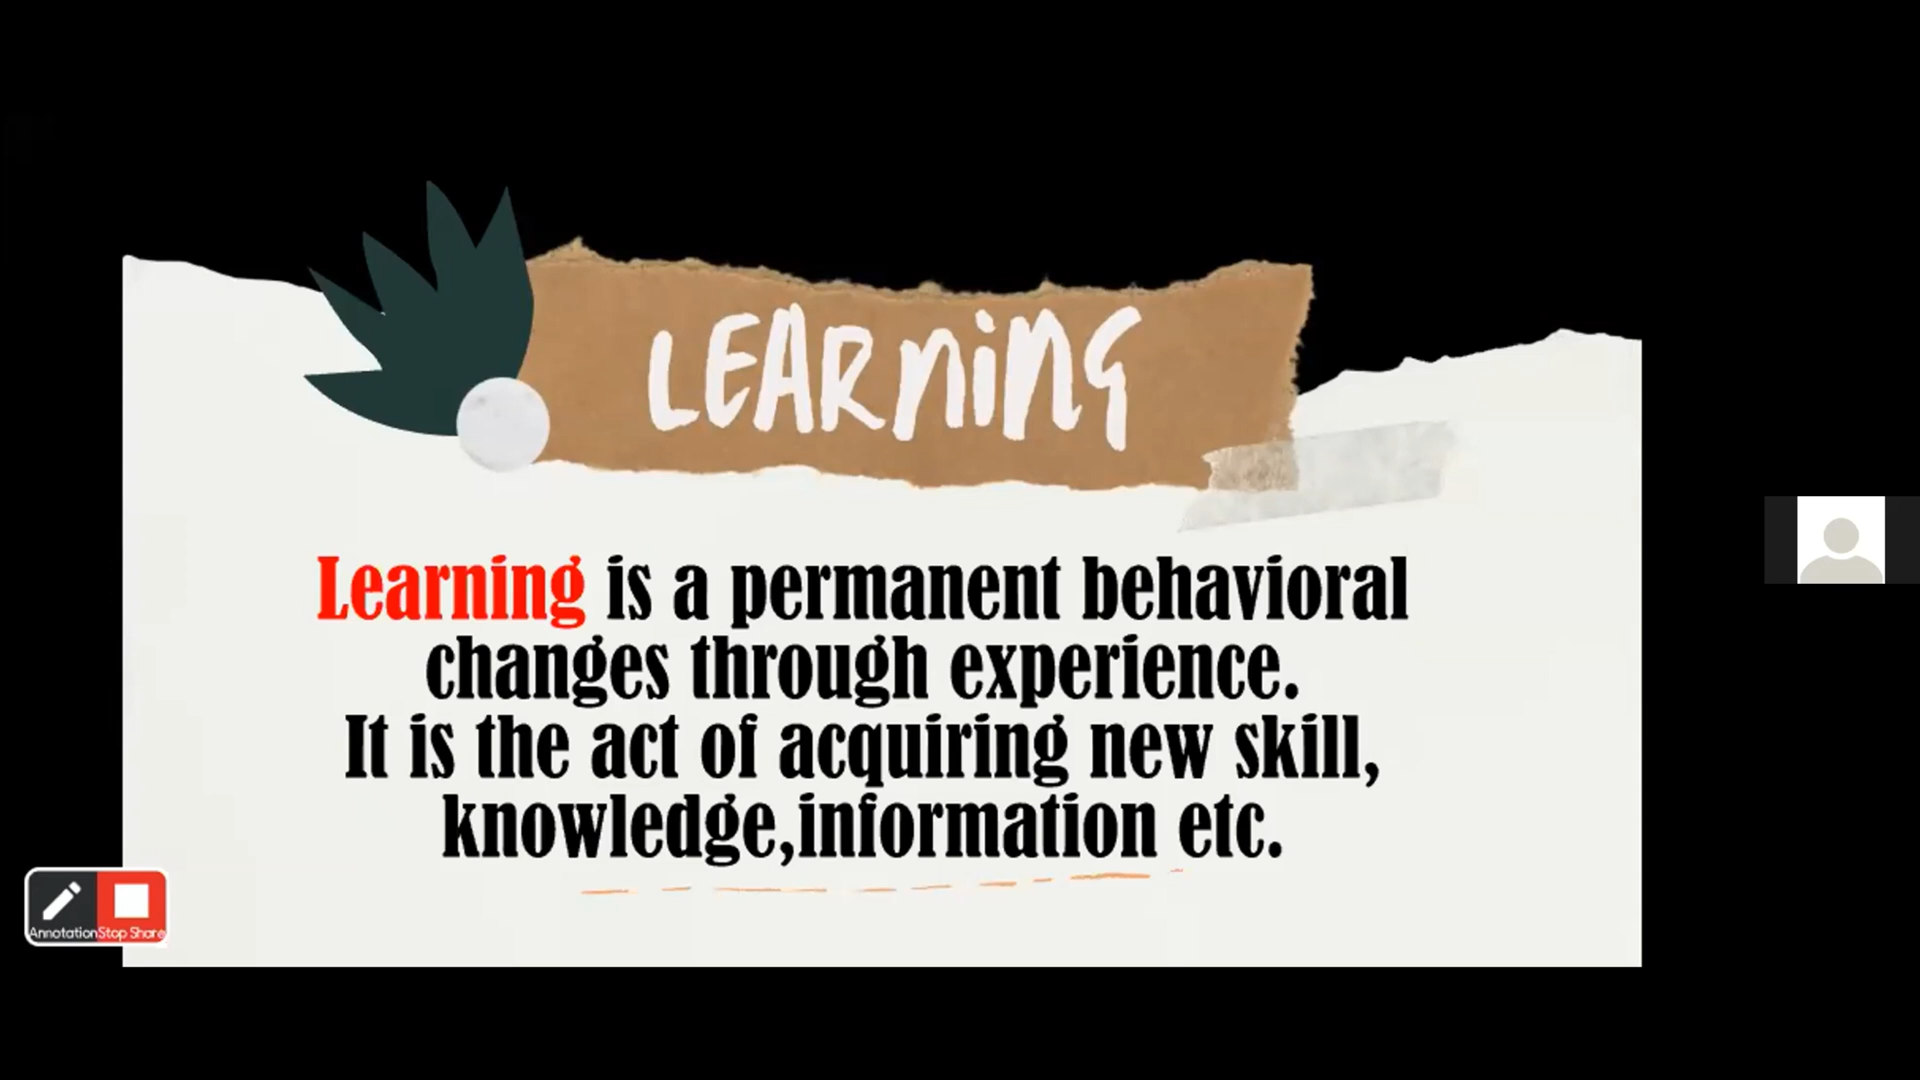 LEARNiNG
Learning is a permanent behavioral
changes through experience.
It is the act of acquiring new skill,
knowledge,information etc.
Annotation Stop Share